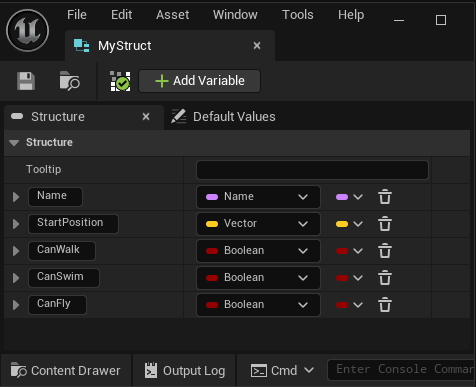 File Edit Asset Window Tools Help
MyStruct
Add Variable
Structure Default Values
Structure
Tooltip
Name Name
StartPosition Vector
CanWalk Boolean
CanSwim Boolean
CanFly Boolean
Content Drawer Output Log Cmd Enter Console Comma